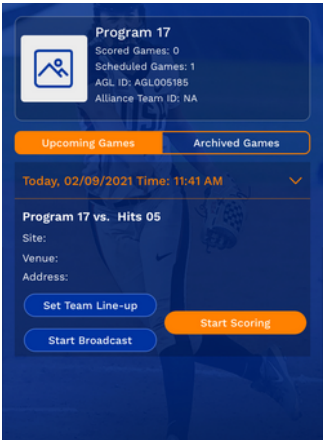 Program 17
Scored Games: 0
Scheduled Games: 1
AGL ID: AGL005185
Alliance Team ID: NA
Upcoming Games
Archived Games
Today, 02/09/2021 Time: 11:41 AM
Program 17 vs. Hits 05
Site:
Venue:
Address:
Set Team Line-up
Start Scoring
Start Broadcast